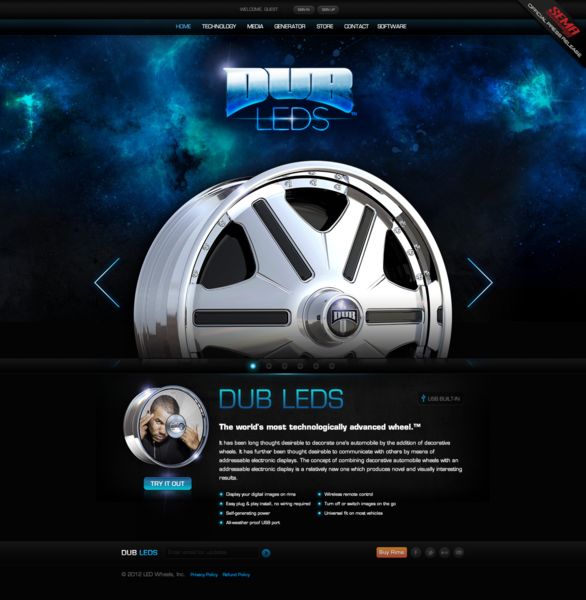 WELCOME, GUEST SIGN IN SIGN UP
SEMA
OFFICIAL PRESS RELEASE
HOME TECHNOLOGY MEDIA GENERATOR STORE CONTACT SOFTWARE
DUB
LEDS
DUB
DUB LEDS
USB BUILT-IN
The world's most technologically advanced wheel.™
It has been long thought desirable to decorate one's automobile by the addition of decorative
wheels. It has further been thought desirable to communicate with others by means of
addressable electronic displays. The concept of combining decorative automobile wheels with an
addressable electronic display is a relatively new one which produces novel and visually interesting
results.
TRY IT OUT
Display your digital images on rims
Easy plug & play install, no wiring required
Self-generating power
All-weather proof USB port
Wireless remote control
Turn off or switch images on the go
Universal fit on most vehicles
DUB LEDS Enter email for updates Buy Rims
© 2012 LED Wheels, Inc. Privacy Policy Refund Policy